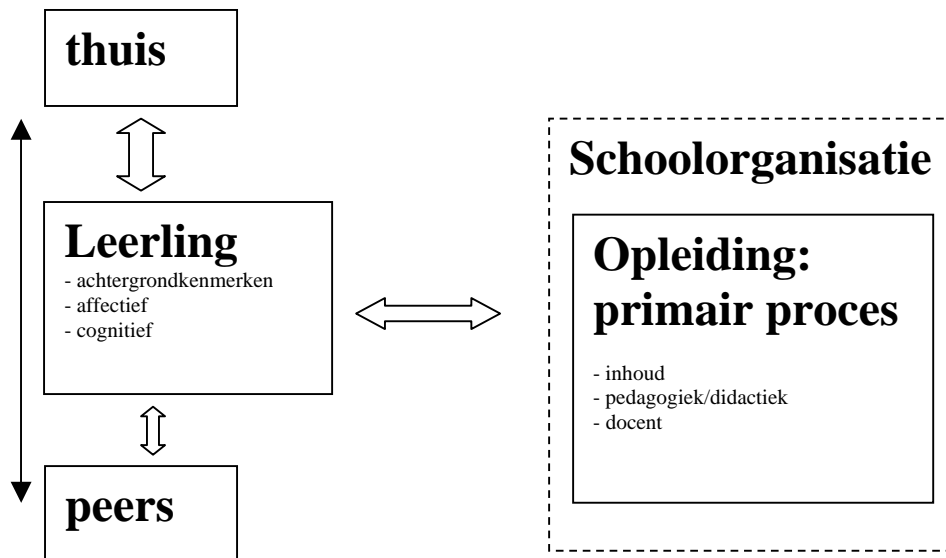 thuis
Leerling
- achtergrondkenmerken
- affectief
- cognitief
peers
Schoolorganisatie
Opleiding:
primair proces
- inhoud
- pedagogiek/didactiek
- docent